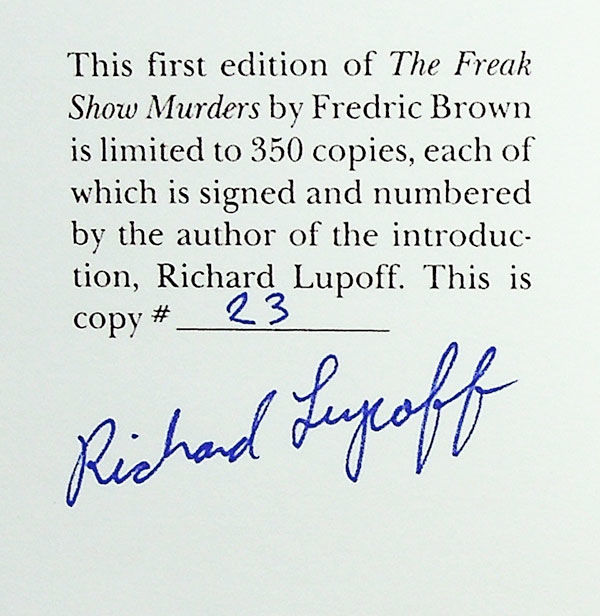 This first edition of The Freak
Show Murders by Fredric Brown
is limited to 350 copies, each of
which is signed and numbered
by the author of the introduc-
tion, Richard Lupoff. This is
copy # 23
Richard Lupoff